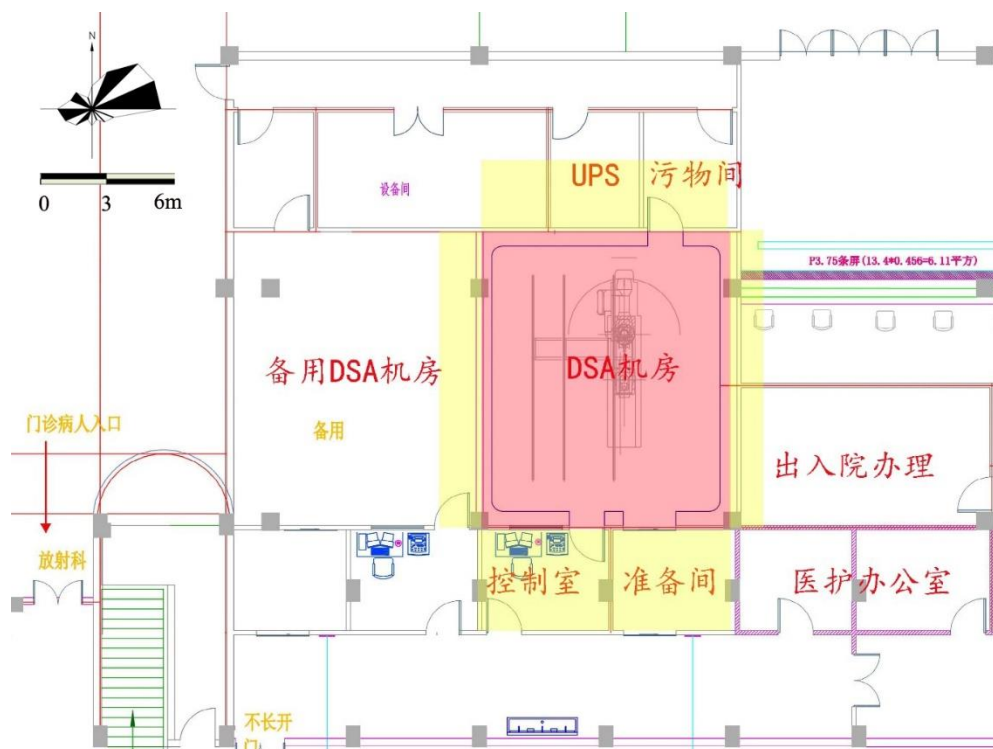 N
0 3 6m
UPS 污物间
设备间
P3.75条屏(13.4*0.456=6.11平方)
备用DSA机房
DSA机房
备用
门诊病人入口
出入院办理
放射科
控制室
准备间
医护办公室
不长开
门